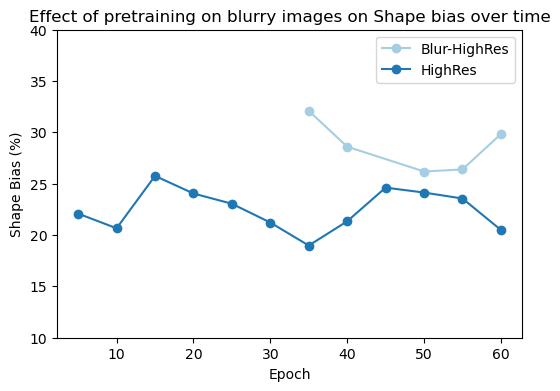 Effect of pretraining on blurry images on Shape bias over time
Blur-HighRes
HighRes
Shape Bias (%)
40
35
30
25
20
15
10
10 20 30 40 50 60
Epoch